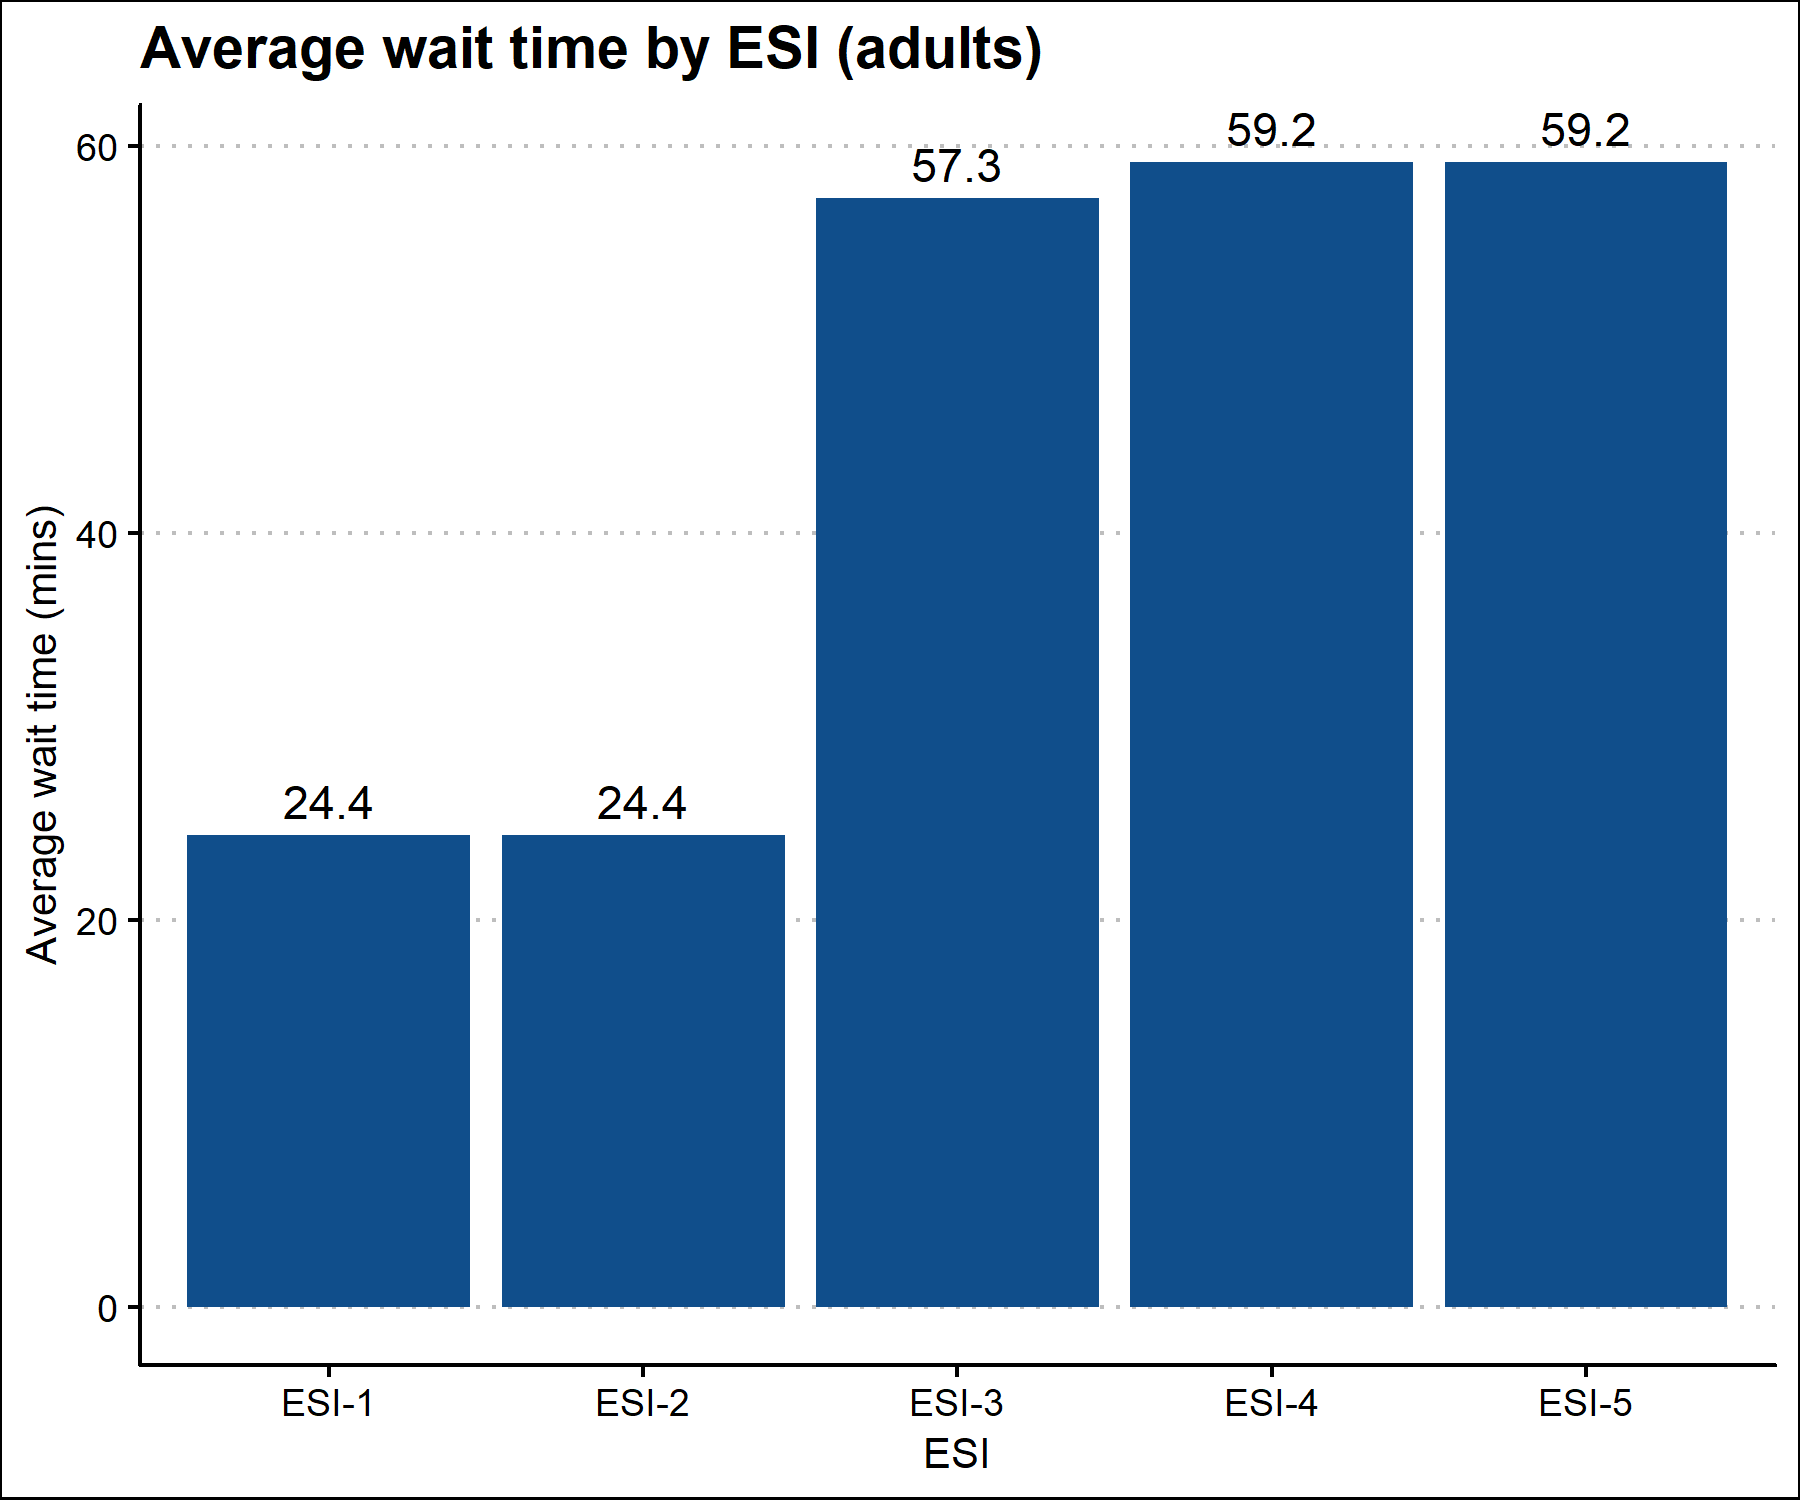 Average wait time by ESI (adults)
Average wait time (mins)
60
40
20
0
24.4
24.4
57.3
59.2
59.2
ESI-1
ESI-2
ESI-3
ESI-4
ESI-5
ESI